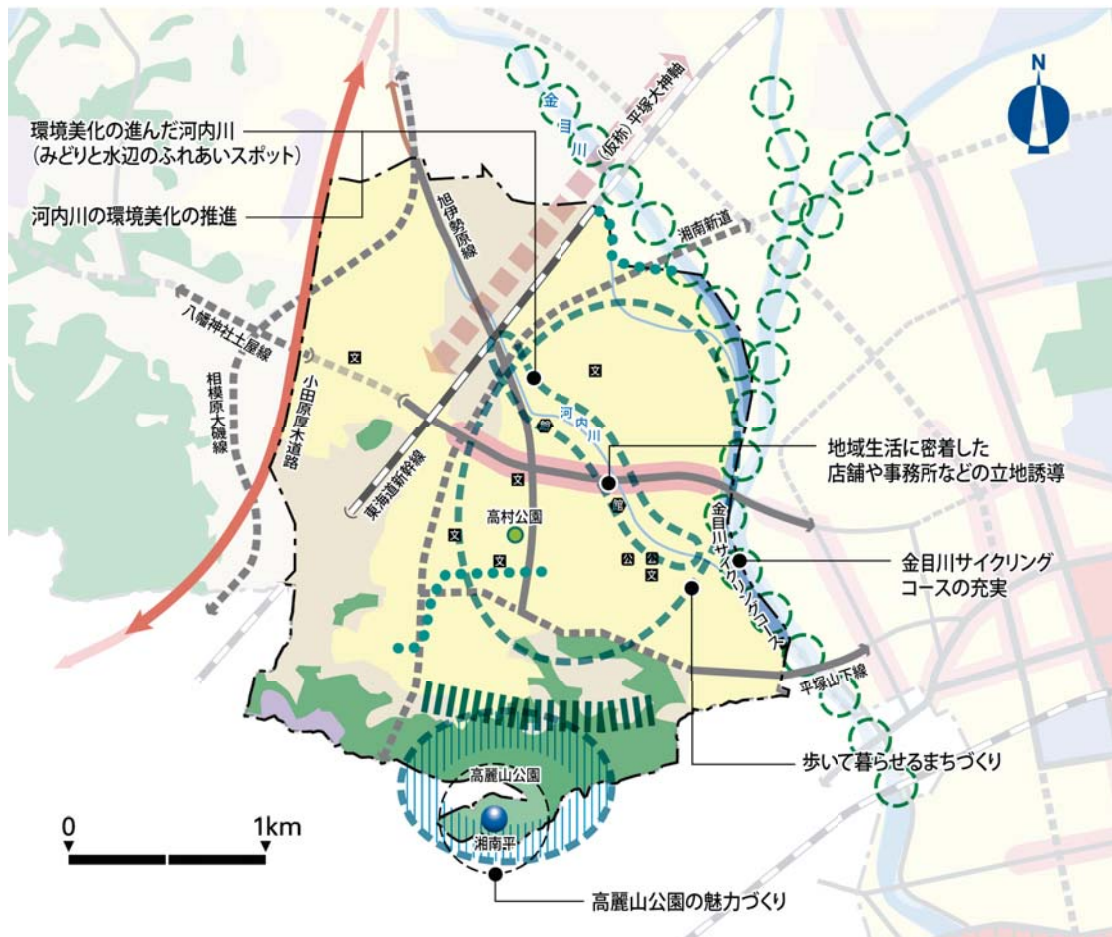 N
環境美化の進んだ河内川
（みどりと水辺のふれあいスポット）
河内川の環境美化の推進
金目川
（仮称）平塚大神軸
旭伊勢原線
湘南新道
八幡神社土屋線
相模原大磯線
小田原厚木道路
東海道新幹線
文
文
河内川
館
地域生活に密着した
店舗や事務所などの立地誘導
文
館
高村公園
文
文
公
公
文
金目川サイクリングコース
金目川サイクリング
コースの充実
平塚山下線
歩いて暮らせるまちづくり
高麗山公園
湘南平
0
1km
高麗山公園の魅力づくり